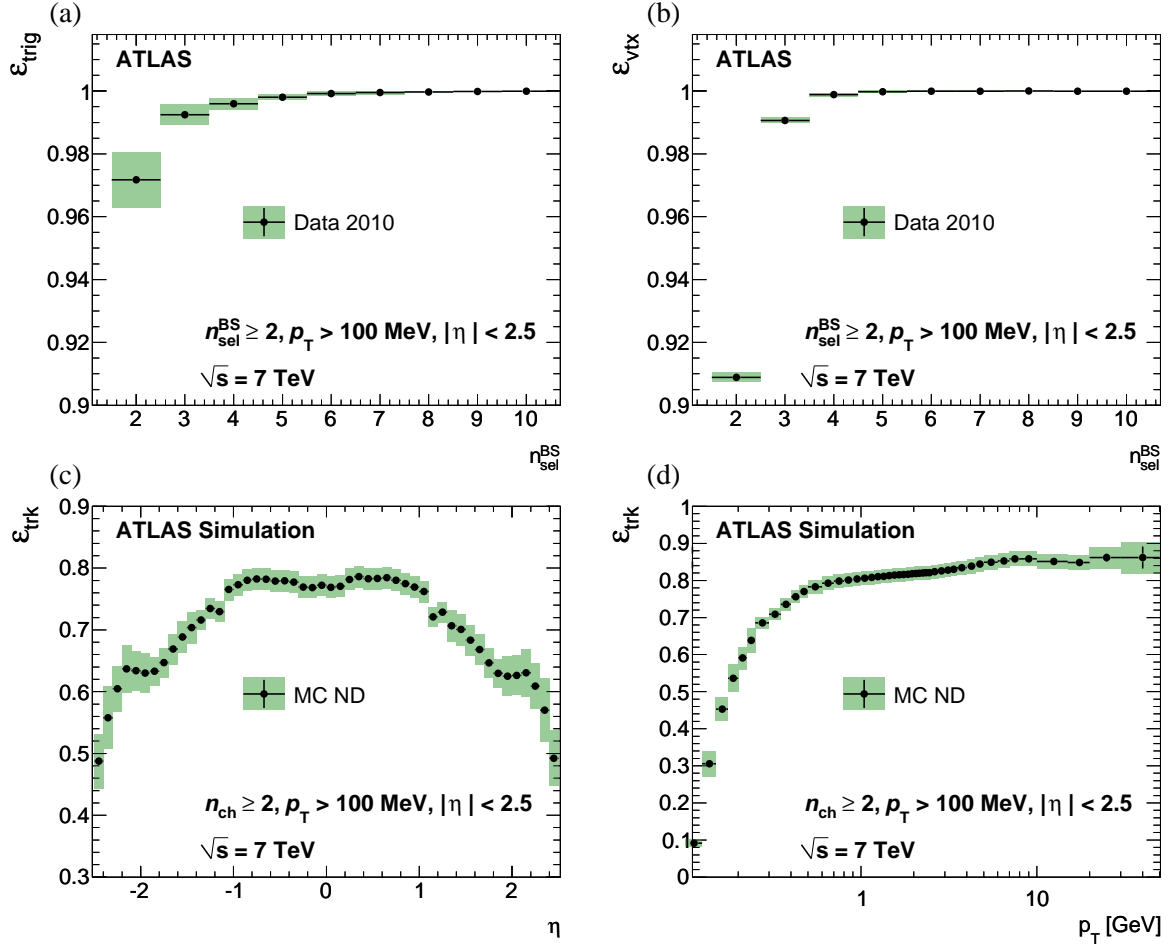 (a)
ε_trig
ATLAS
1
0.98
0.96
0.94
0.92
0.9
Data 2010
n_sel^BS ≥ 2, p_T > 100 MeV, |η| < 2.5
√s = 7 TeV
2 3 4 5 6 7 8 9 10
n_sel^BS
(b)
ε_vtx
ATLAS
1
0.98
0.96
0.94
0.92
0.9
Data 2010
n_sel^BS ≥ 2, p_T > 100 MeV, |η| < 2.5
√s = 7 TeV
2 3 4 5 6 7 8 9 10
n_sel^BS
(c)
ε_trk
ATLAS Simulation
0.9
0.8
0.7
0.6
0.5
0.4
0.3
MC ND
n_ch ≥ 2, p_T > 100 MeV, |η| < 2.5
√s = 7 TeV
-2 -1 0 1 2
η
(d)
ε_trk
ATLAS Simulation
1
0.9
0.8
0.7
0.6
0.5
0.4
0.3
0.2
0.1
0
MC ND
n_ch ≥ 2, p_T > 100 MeV, |η| < 2.5
√s = 7 TeV
1 10
p_T [GeV]